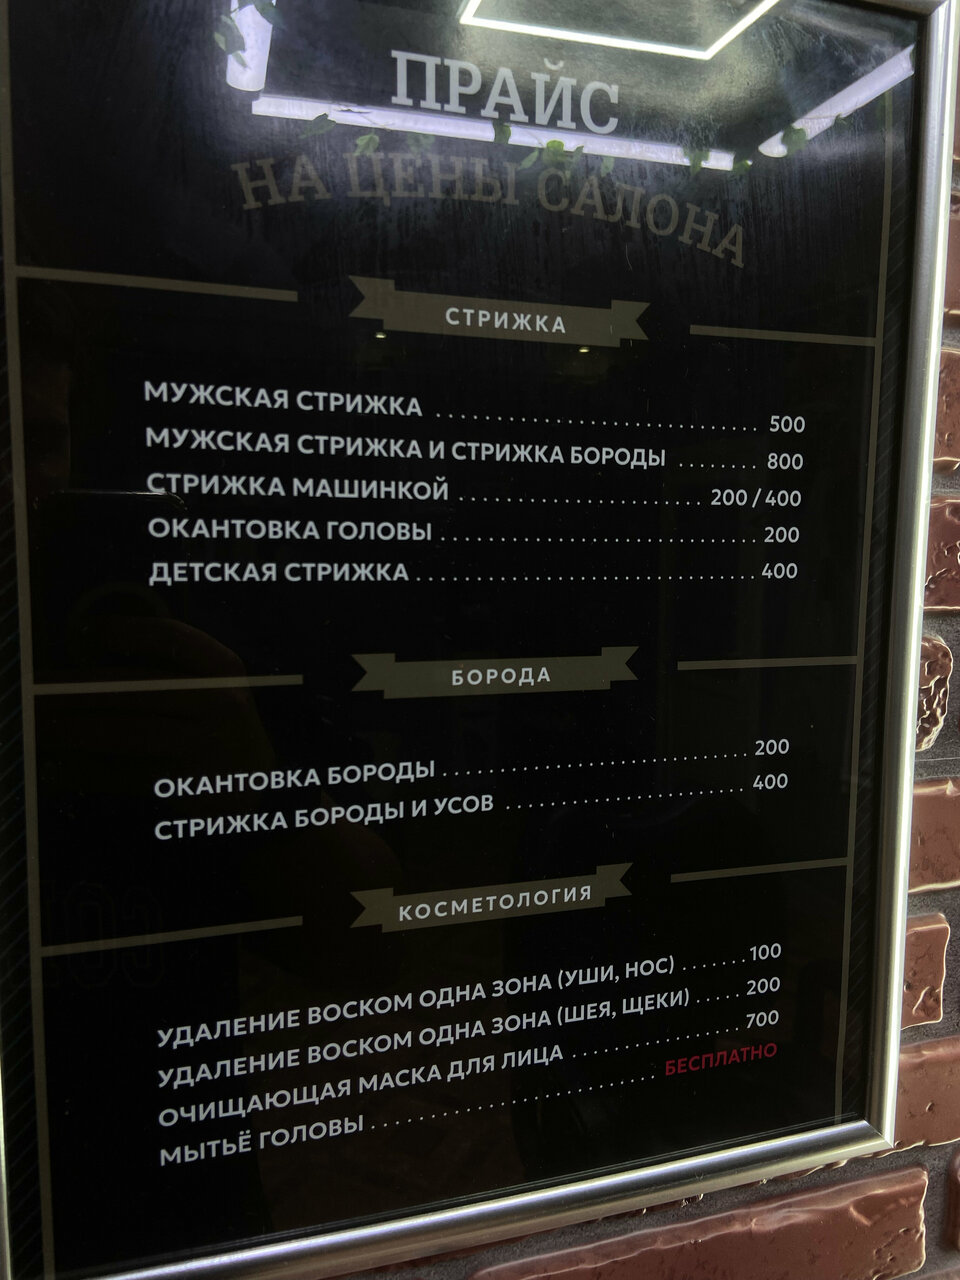 ПРАЙС
НА ЦЕНЫ САЛОНА
СТРИЖКА
МУЖСКАЯ СТРИЖКА ........................... 500
МУЖСКАЯ СТРИЖКА И СТРИЖКА БОРОДЫ ........ 800
СТРИЖКА МАШИНКОЙ ..................... 200 / 400
ОКАНТОВКА ГОЛОВЫ ........................... 200
ДЕТСКАЯ СТРИЖКА ............................. 400
БОРОДА
ОКАНТОВКА БОРОДЫ ......................... 200
СТРИЖКА БОРОДЫ И УСОВ .................... 400
КОСМЕТОЛОГИЯ
УДАЛЕНИЕ ВОСКОМ ОДНА ЗОНА (УШИ, НОС) ....... 100
УДАЛЕНИЕ ВОСКОМ ОДНА ЗОНА (ШЕЯ, ЩЕКИ) ..... 200
ОЧИЩАЮЩАЯ МАСКА ДЛЯ ЛИЦА .............. 700
МЫТЬЁ ГОЛОВЫ ........................ БЕСПЛАТНО